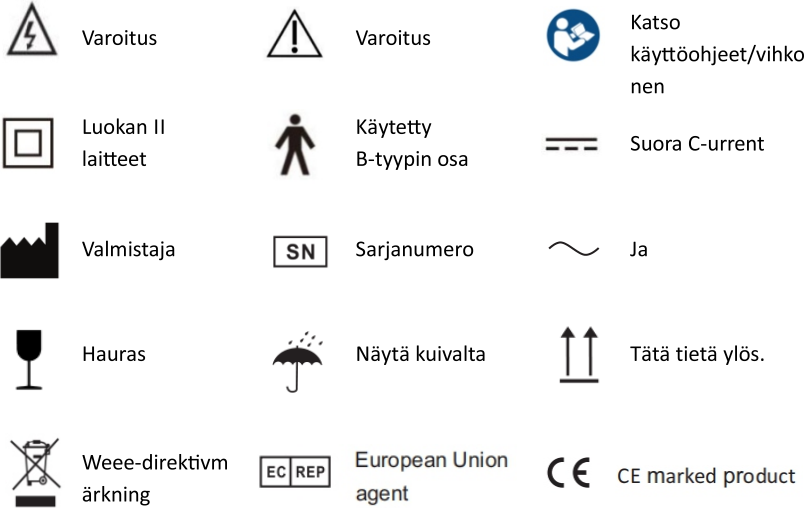 Varoitus
Varoitus
Katso
käyttöohjeet/vihko
nen
Luokan II
laitteet
Käytetty
B-tyypin osa
Suora C-urrent
Valmistaja
SN
Sarjanumero
Ja
Hauras
Näytä kuivalta
Tätä tietä ylös.
Weee-direktivm
ärkning
EC REP
European Union
agent
CE
CE marked product